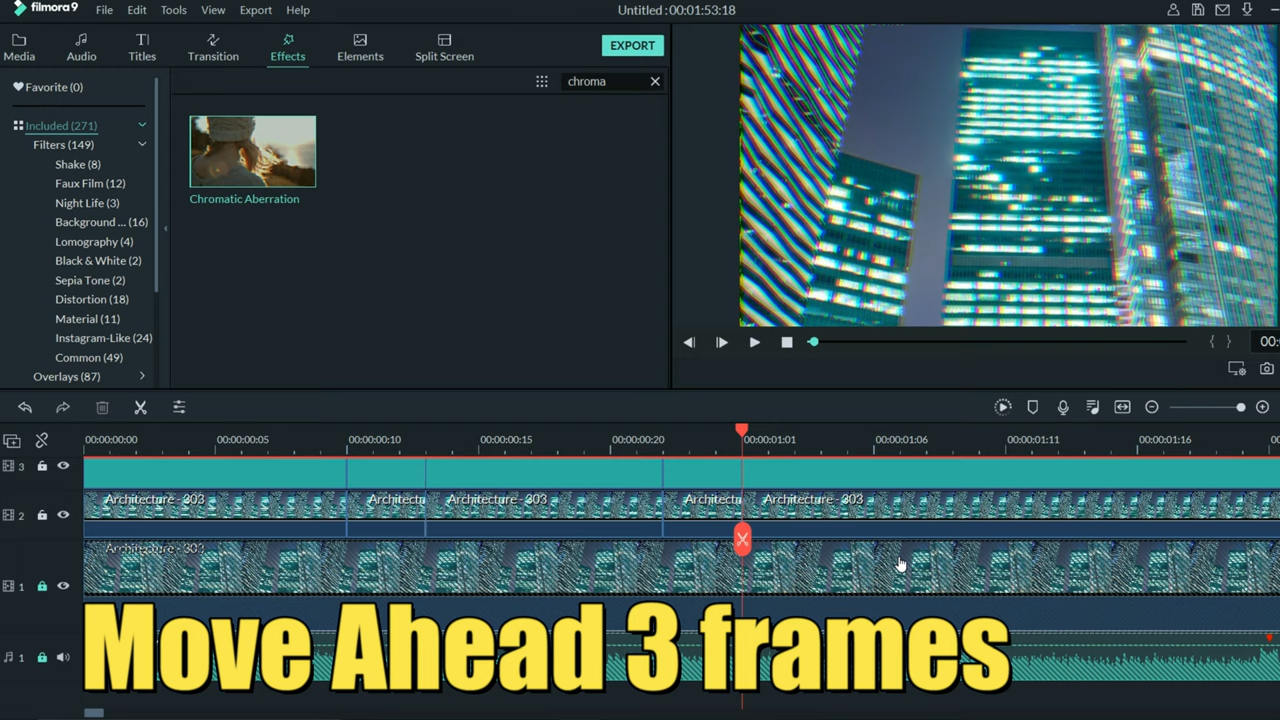 filmora9 File Edit Tools View Export Help Untitled : 00:01:53:18
Media Audio Titles Transition Effects Elements Split Screen EXPORT
Favorite (0)
chroma
Included (271)
Filters (149)
Shake (8)
Faux Film (12)
Night Life (3)
Background ... (16)
Lomography (4)
Black & White (2)
Sepia Tone (2)
Distortion (18)
Material (11)
Instagram-Like (24)
Common (49)
Overlays (87)
Chromatic Aberration
00:00:00:00 00:00:00:05 00:00:00:10 00:00:00:15 00:00:00:20 00:00:01:01 00:00:01:06 00:00:01:11 00:00:01:16
3
2
Architecture - 303 Architectu Architecture - 303 Architectu Architecture - 303
1
Architecture - 303
Move Ahead 3 frames
1